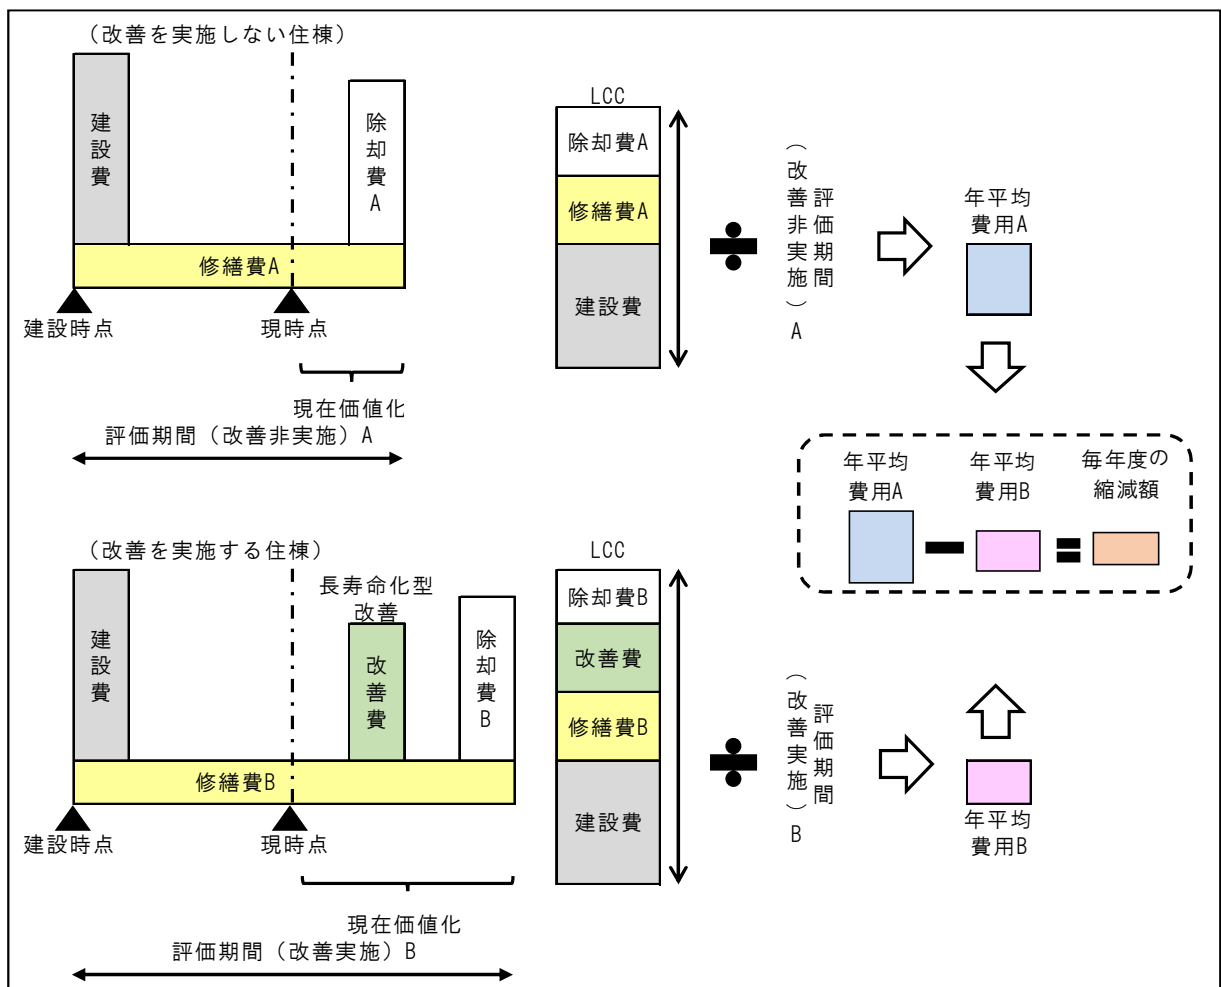 （改善を実施しない住棟）
建設費
除却費A
修繕費A
建設時点
現時点
現在価値化
評価期間（改善非実施）A
LCC
除却費A
修繕費A
建設費
評価期間
（改善非実施）A
年平均
費用A
年平均
費用A
年平均
費用B
毎年度の
縮減額
（改善を実施する住棟）
建設費
長寿命化型
改善
改善費
除却費B
修繕費B
建設時点
現時点
現在価値化
評価期間（改善実施）B
LCC
除却費B
改善費
修繕費B
建設費
評価期間
（改善実施）B
年平均
費用B